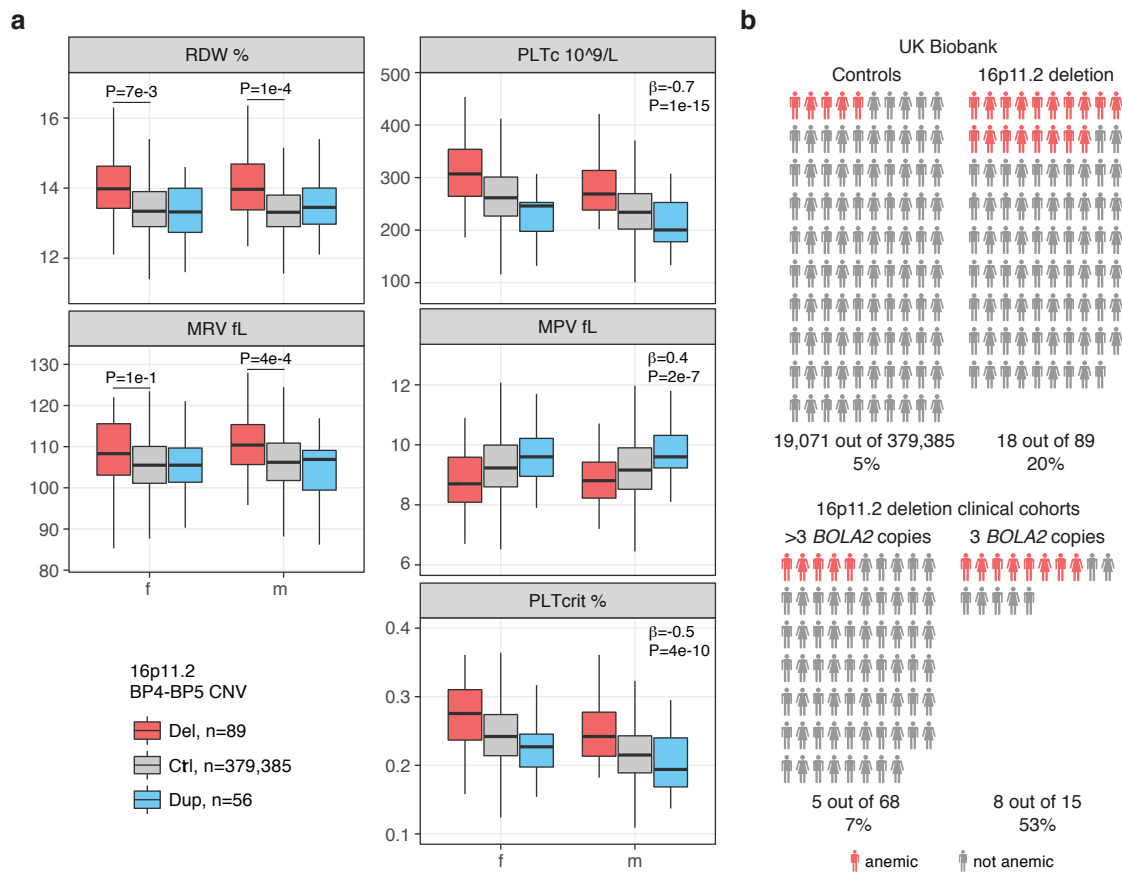 a
RDW %
P=7e-3
P=1e-4
16
14
12
PLTc 10^9/L
β=-0.7
P=1e-15
500
400
300
200
100
MRV fL
P=1e-1
P=4e-4
130
120
110
100
90
80
f
m
MPV fL
β=0.4
P=2e-7
12
10
8
6
PLTcrit %
β=-0.5
P=4e-10
0.4
0.3
0.2
0.1
f
m
16p11.2
BP4-BP5 CNV
Del, n=89
Ctrl, n=379,385
Dup, n=56
b
UK Biobank
Controls
16p11.2 deletion
19,071 out of 379,385
5%
18 out of 89
20%
16p11.2 deletion clinical cohorts
>3 BOLA2 copies
3 BOLA2 copies
5 out of 68
7%
8 out of 15
53%
anemic
not anemic